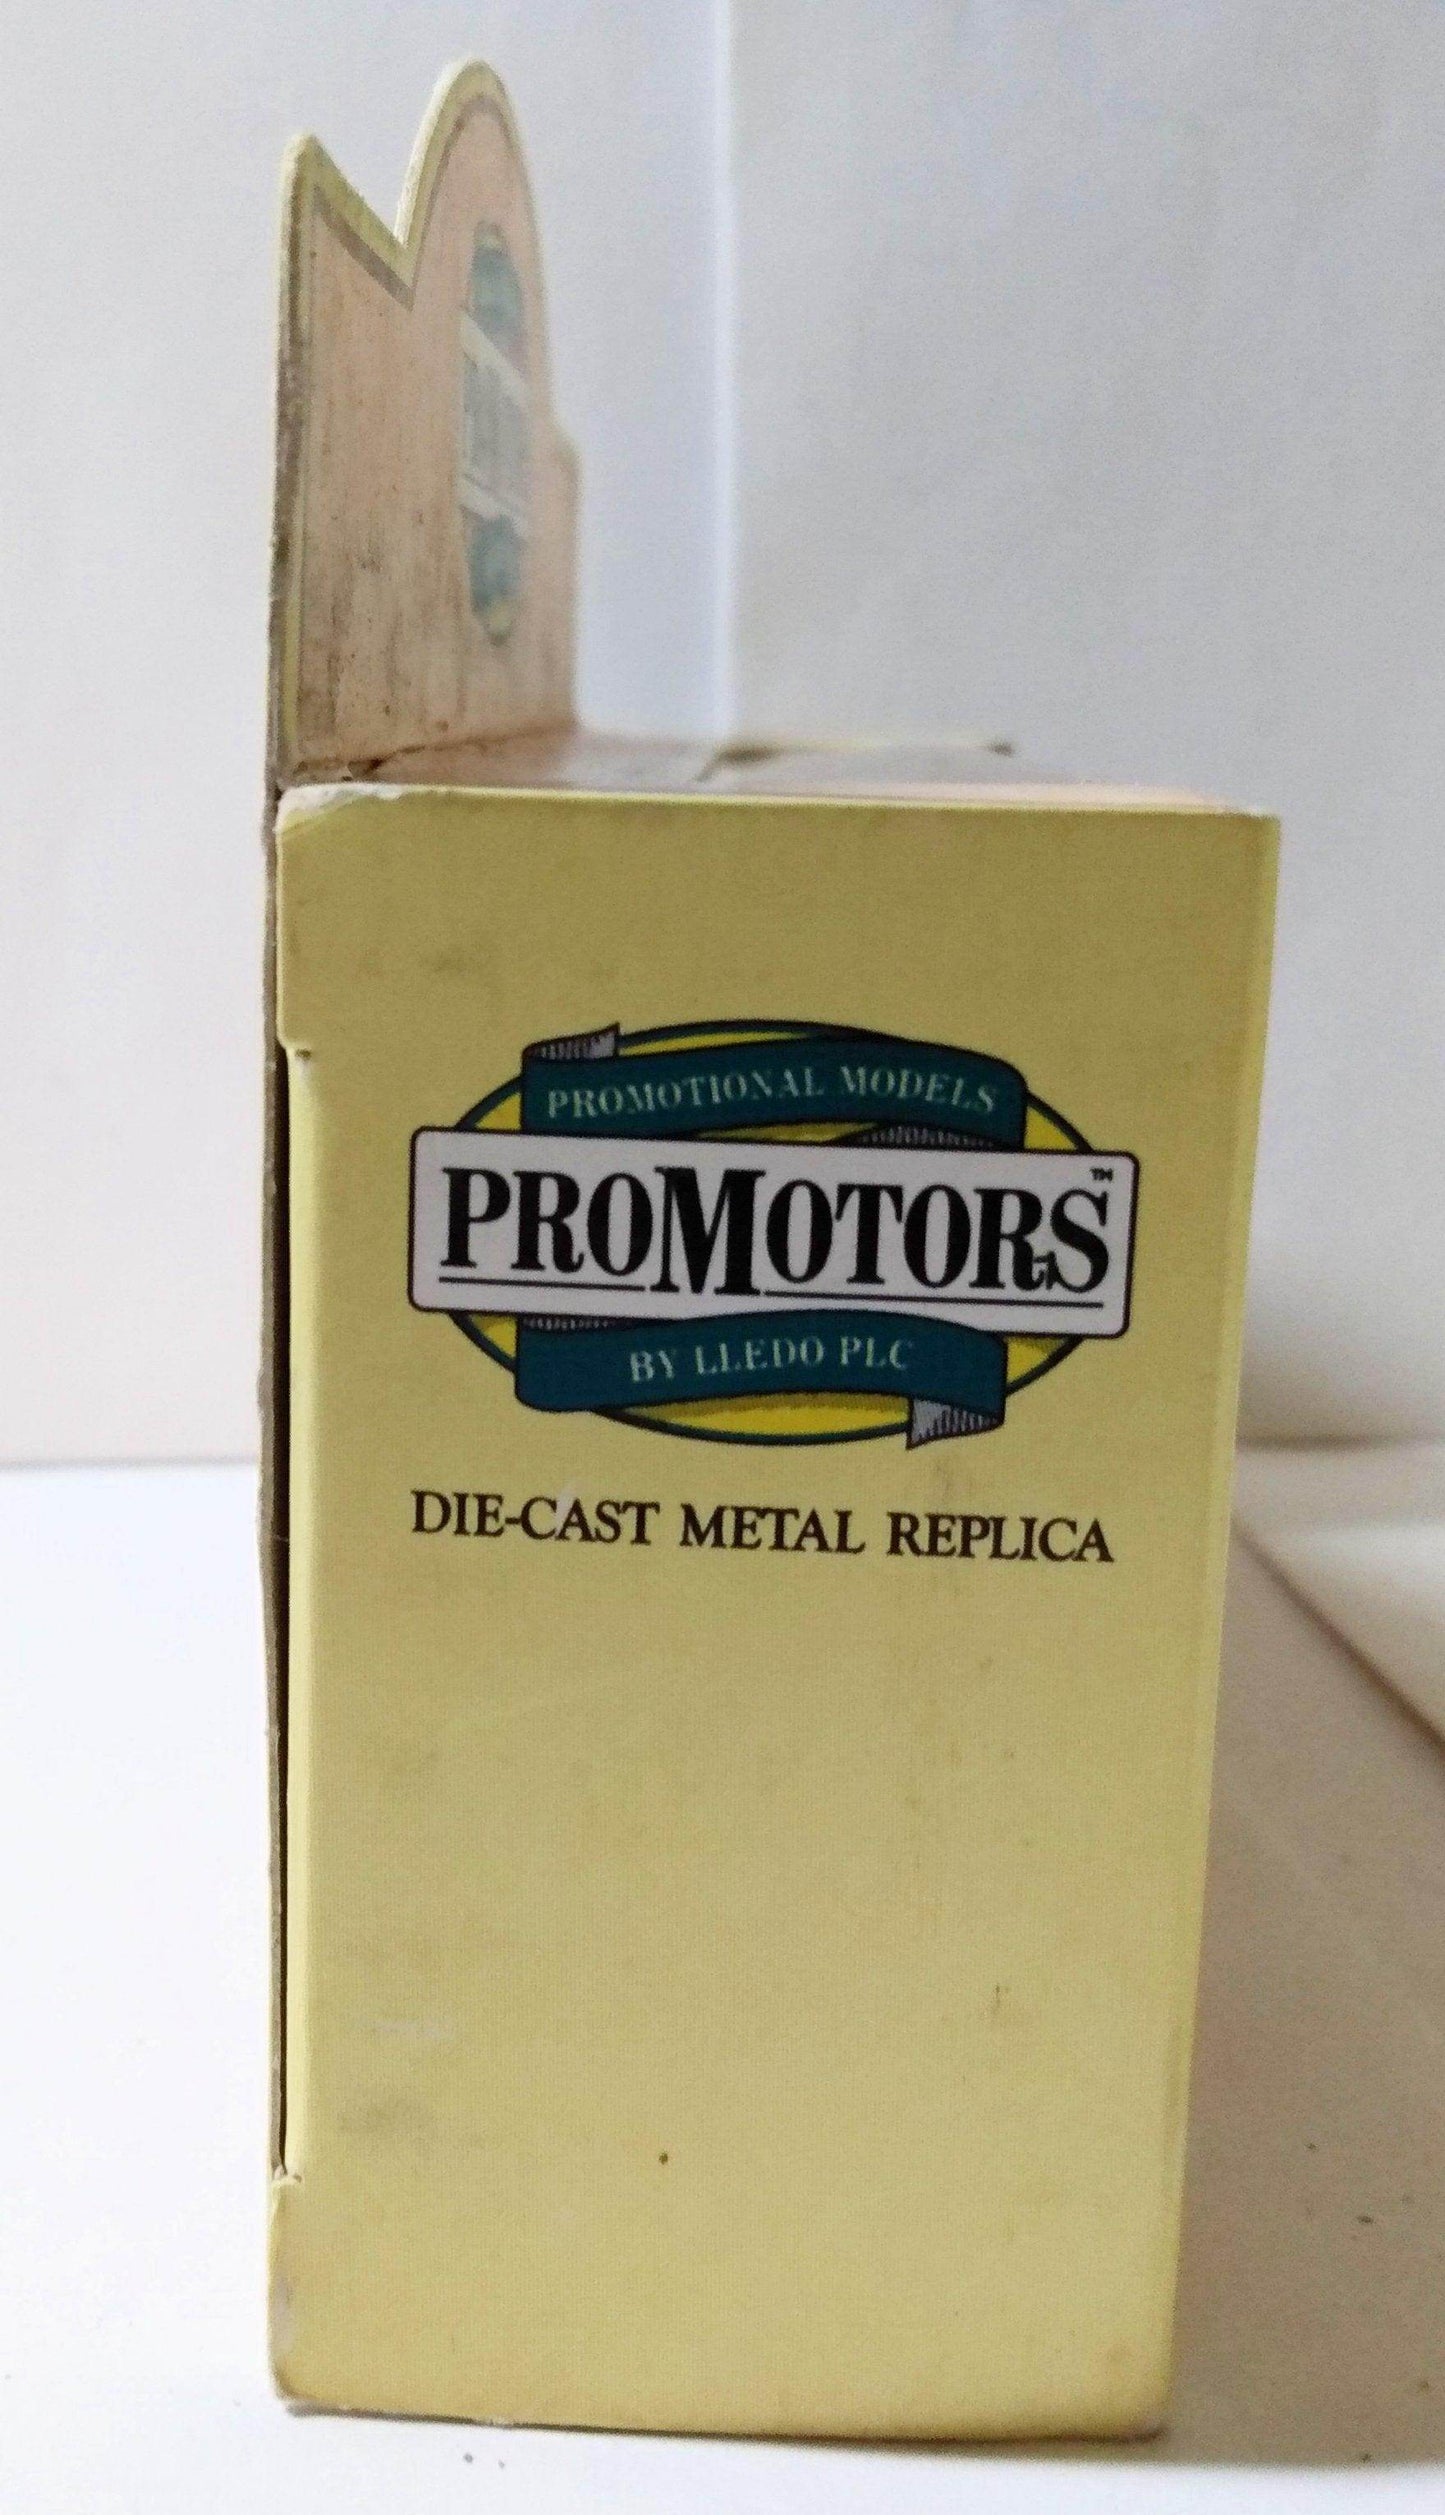 PROMOTIONAL MODELS
PROMOTORS™
BY LLEDO PLC
DIE-CAST METAL REPLICA